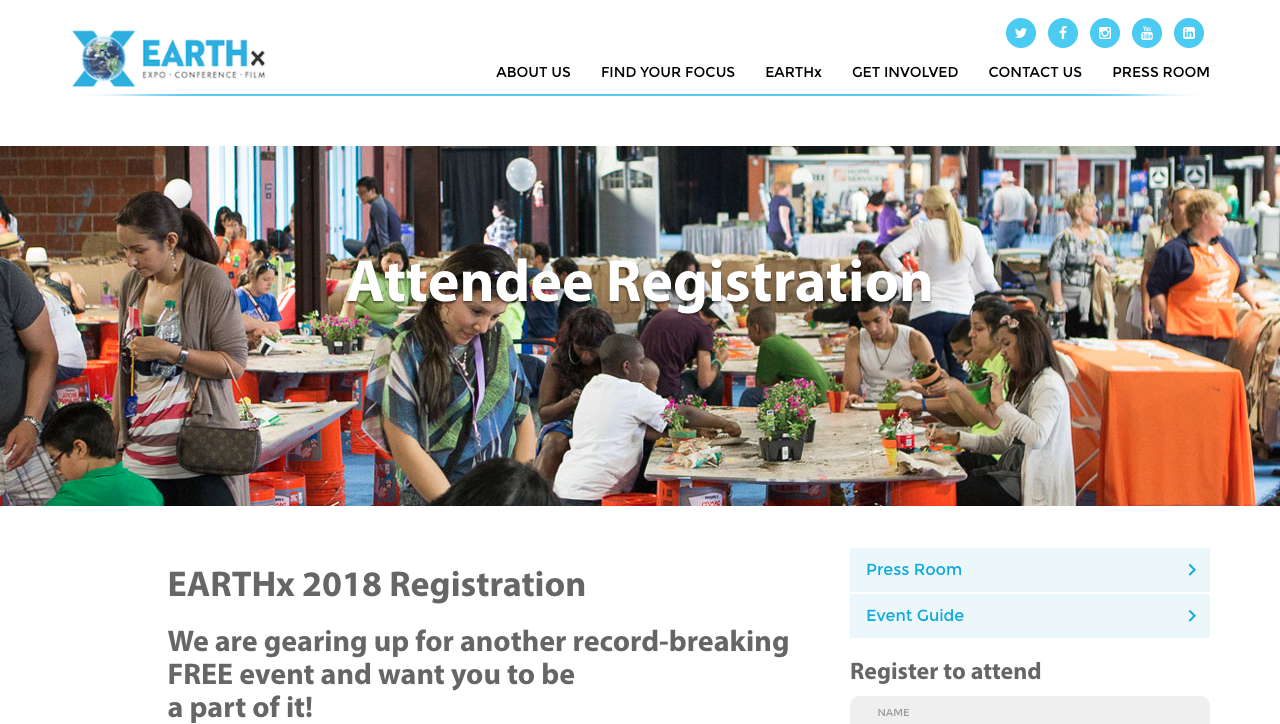 EARTHx
EXPO · CONFERENCE · FILM
ABOUT US
FIND YOUR FOCUS
EARTHx
GET INVOLVED
CONTACT US
PRESS ROOM
Attendee Registration
EARTHx 2018 Registration
We are gearing up for another record-breaking
FREE event and want you to be
a part of it!
Press Room
Event Guide
Register to attend
NAME